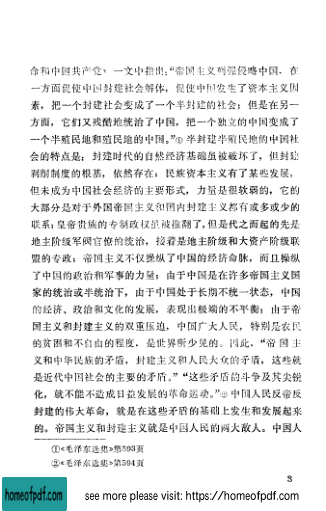 命和中国共产党》一文中指出:“帝国主义列强侵略中国，在
一方面促使中国封建社会解体，促使中国发生了资本主义因
素，把一个封建社会变成了一个半封建的社会；但是在另一
方面，它们又残酷地统治了中国，把一个独立的中国变成了
一个半殖民地和殖民地的中国。”①半封建半殖民地的中国社
会的特点是：封建时代的自然经济基础虽被破坏了，但封建
剥削制度的根基，依然存在；民族资本主义有了某些发展，
但未成为中国社会经济的主要形式，力量是很软弱的，它的
大部分是对于外国帝国主义和国内封建主义都有或多或少的
联系；皇帝贵族的专制政权虽被推翻了，但是代之而起的先是
地主阶级军阀官僚的统治，接着是地主阶级和大资产阶级联
盟的专政；帝国主义不仅操纵了中国的经济命脉，而且操纵
了中国的政治和军事的力量；由于中国是在许多帝国主义国
家的统治或半统治下，由于中国处于长期不统一状态，中国
的经济、政治和文化的发展，表现出极端的不平衡；由于帝
国主义和封建主义的双重压迫，中国广大人民，特别是农民
的贫困和不自由的程度，是世界所少见的。因此，“帝国主
义和中华民族的矛盾，封建主义和人民大众的矛盾，这些就
是近代中国社会的主要的矛盾。”“这些矛盾的斗争及其尖锐
化，就不能不造成日益发展的革命运动。”②中国人民反帝反
封建的伟大革命，就是在这些矛盾的基础上发生和发展起来
的。帝国主义和封建主义就是中国人民的两大敌人。中国人
①《毛泽东选集》第593页
②《毛泽东选集》第594页
3
homeofpdf.com
see more please visit: https://homeofpdf.com